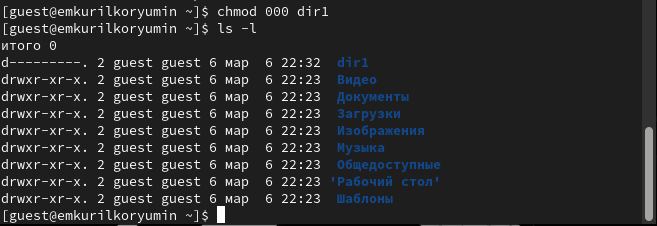 [guest@emkurilkoryumin ~]$ chmod 000 dir1
[guest@emkurilkoryumin ~]$ ls -l
итого 0
d---------. 2 guest guest 6 мар  6 22:32  dir1
drwxr-xr-x. 2 guest guest 6 мар  6 22:23  Видео
drwxr-xr-x. 2 guest guest 6 мар  6 22:23  Документы
drwxr-xr-x. 2 guest guest 6 мар  6 22:23  Загрузки
drwxr-xr-x. 2 guest guest 6 мар  6 22:23  Изображения
drwxr-xr-x. 2 guest guest 6 мар  6 22:23  Музыка
drwxr-xr-x. 2 guest guest 6 мар  6 22:23  Общедоступные
drwxr-xr-x. 2 guest guest 6 мар  6 22:23 'Рабочий стол'
drwxr-xr-x. 2 guest guest 6 мар  6 22:23  Шаблоны
[guest@emkurilkoryumin ~]$